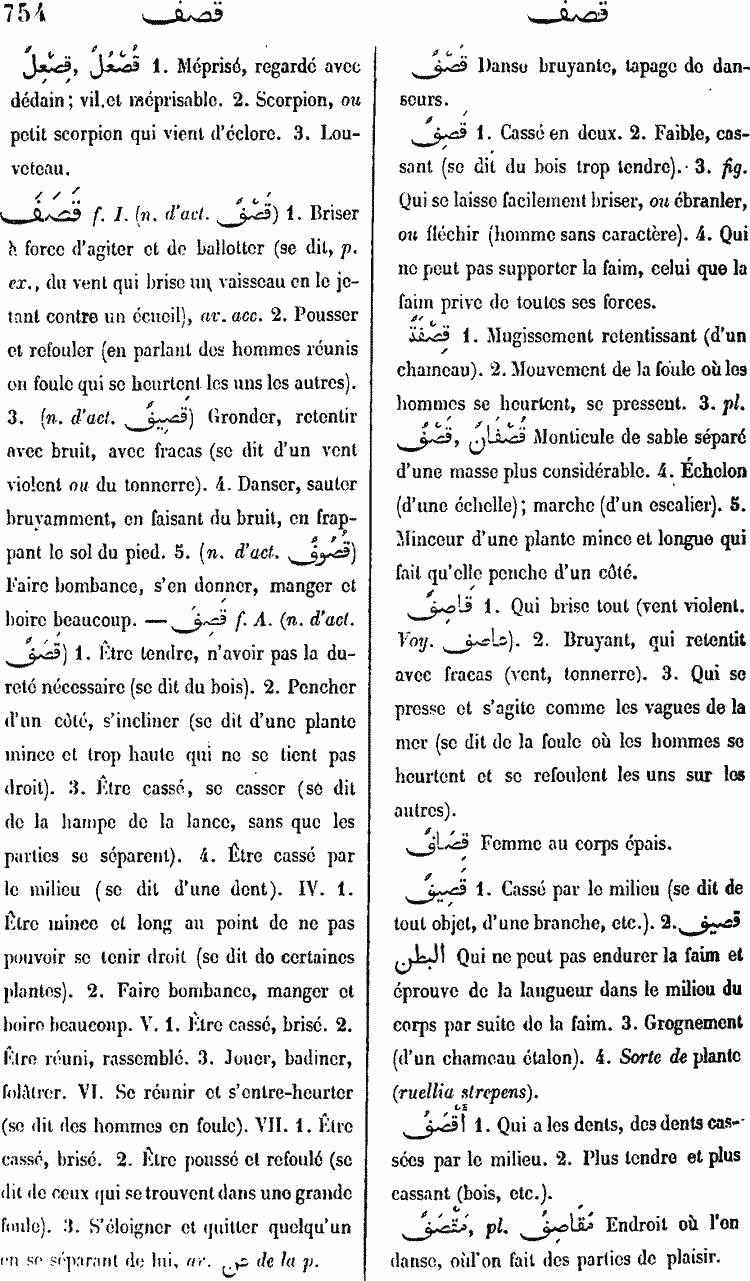 754 قصف قصف
قُصْعُلٌ, قِصْعِلٌ 1. Méprisé, regardé avec
dédain; vil et méprisable. 2. Scorpion, ou
petit scorpion qui vient d'éclore. 3. Lou-
veteau.
قَصَفَ f. I. (n. d'act. قَصْفٌ) 1. Briser
à force d'agiter et de ballotter (se dit, p.
ex., du vent qui brise un vaisseau en le je-
tant contre un écueil), av. acc. 2. Pousser
et refouler (en parlant des hommes réunis
en foule qui se heurtent les uns les autres).
3. (n. d'act. قَصِيفٌ) Gronder, retentir
avec bruit, avec fracas (se dit d'un vent
violent ou du tonnerre). 4. Danser, sauter
bruyamment, en faisant du bruit, en frap-
pant le sol du pied. 5. (n. d'act. قُصُوفٌ)
Faire bombance, s'en donner, manger et
boire beaucoup. — قَصِفَ f. A. (n. d'act.
قَصَفٌ) 1. Être tendre, n'avoir pas la du-
reté nécessaire (se dit du bois). 2. Pencher
d'un côté, s'incliner (se dit d'une plante
mince et trop haute qui ne se tient pas
droit). 3. Être cassé, se casser (se dit
de la hampe de la lance, sans que les
parties se séparent). 4. Être cassé par
le milieu (se dit d'une dent). IV. 1.
Être mince et long au point de ne pas
pouvoir se tenir droit (se dit de certaines
plantes). 2. Faire bombance, manger et
boire beaucoup. V. 1. Être cassé, brisé. 2.
Être réuni, rassemblé. 3. Jouer, badiner,
folâtrer. VI. Se réunir et s'entre-heurter
(se dit des hommes en foule). VII. 1. Être
cassé, brisé. 2. Être poussé et refoulé (se
dit de ceux qui se trouvent dans une grande
foule). 3. S'éloigner et quitter quelqu'un
en se séparant de lui, av. عن de la p.
قَصْفٌ Danse bruyante, tapage de dan-
seurs.
قَصِفٌ 1. Cassé en deux. 2. Faible, cas-
sant (se dit du bois trop tendre). 3. fig.
Qui se laisse facilement briser, ou ébranler,
ou fléchir (homme sans caractère). 4. Qui
ne peut pas supporter la faim, celui que la
faim prive de toutes ses forces.
قَصْفَةٌ 1. Mugissement retentissant (d'un
chameau). 2. Mouvement de la foule où les
hommes se heurtent, se pressent. 3. pl.
قَصْفٌ, قُصْفَانٌ Monticule de sable séparé
d'une masse plus considérable. 4. Échelon
(d'une échelle); marche (d'un escalier). 5.
Minceur d'une plante mince et longue qui
fait qu'elle penche d'un côté.
قَاصِفٌ 1. Qui brise tout (vent violent.
Voy. عاصف). 2. Bruyant, qui retentit
avec fracas (vent, tonnerre). 3. Qui se
presse et s'agite comme les vagues de la
mer (se dit de la foule où les hommes se
heurtent et se refoulent les uns sur les
autres).
قِصَافٌ Femme au corps épais.
قَصِيفٌ 1. Cassé par le milieu (se dit de
tout objet, d'une branche, etc.). 2. قصيف
البطن Qui ne peut pas endurer la faim et
éprouve de la langueur dans le milieu du
corps par suite de la faim. 3. Grognement
(d'un chameau étalon). 4. Sorte de plante
(ruellia strepens).
أَقْصَفُ 1. Qui a les dents, des dents cas-
sées par le milieu. 2. Plus tendre et plus
cassant (bois, etc.).
مَقْصَفٌ, pl. مَقَاصِفُ Endroit où l'on
danse, où l'on fait des parties de plaisir.